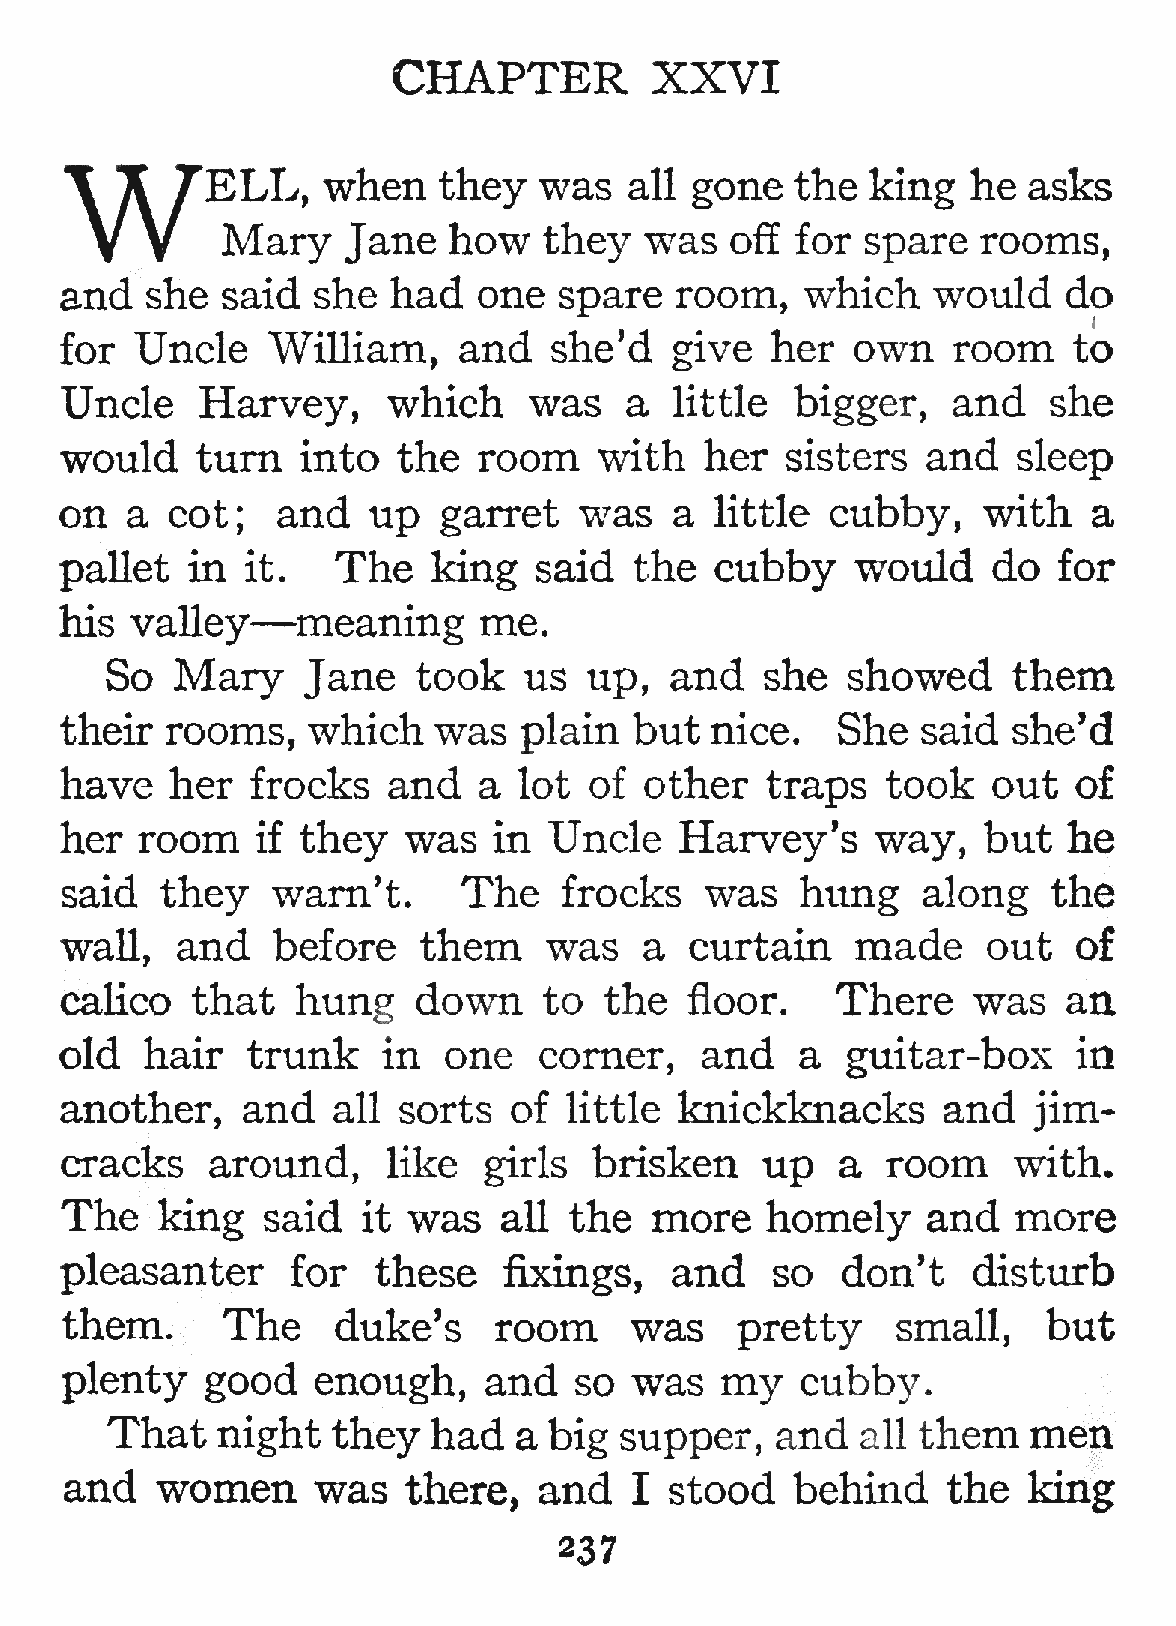 CHAPTER XXVI
WELL, when they was all gone the king he asks
Mary Jane how they was off for spare rooms,
and she said she had one spare room, which would do
for Uncle William, and she'd give her own room to
Uncle Harvey, which was a little bigger, and she
would turn into the room with her sisters and sleep
on a cot; and up garret was a little cubby, with a
pallet in it. The king said the cubby would do for
his valley—meaning me.
So Mary Jane took us up, and she showed them
their rooms, which was plain but nice. She said she'd
have her frocks and a lot of other traps took out of
her room if they was in Uncle Harvey's way, but he
said they warn't. The frocks was hung along the
wall, and before them was a curtain made out of
calico that hung down to the floor. There was an
old hair trunk in one corner, and a guitar-box in
another, and all sorts of little knickknacks and jim-
cracks around, like girls brisken up a room with.
The king said it was all the more homely and more
pleasanter for these fixings, and so don't disturb
them. The duke's room was pretty small, but
plenty good enough, and so was my cubby.
That night they had a big supper, and all them men
and women was there, and I stood behind the king
237